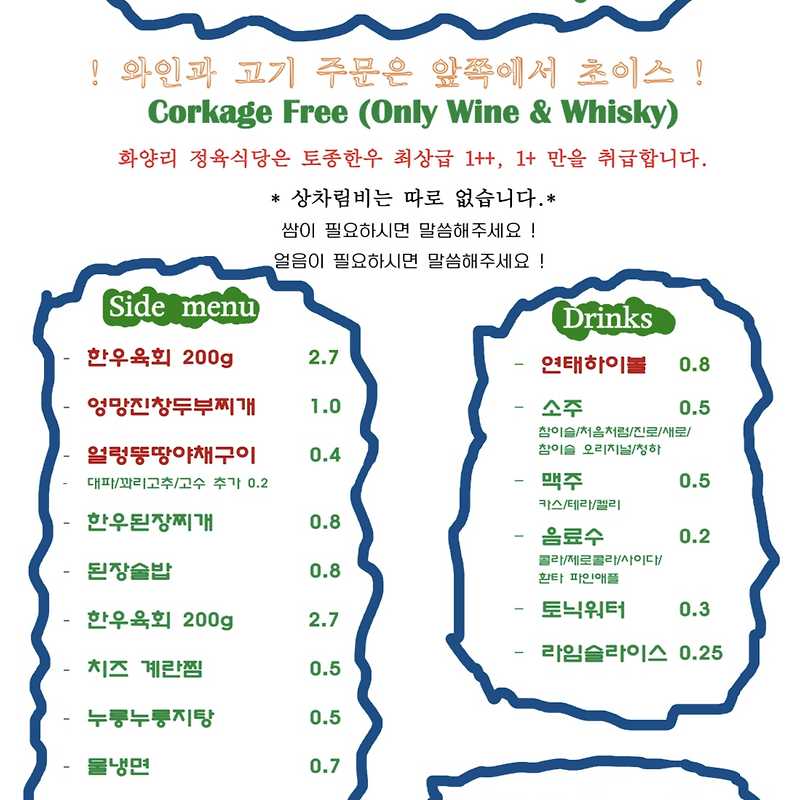 ! 와인과 고기 주문은 앞쪽에서 초이스 !
Corkage Free (Only Wine & Whisky)
화양리 정육식당은 토종한우 최상급 1++, 1+ 만을 취급합니다.
* 상차림비는 따로 없습니다.*
쌈이 필요하시면 말씀해주세요 !
얼음이 필요하시면 말씀해주세요 !
Side menu
- 한우육회 200g 2.7
- 엉망진창두부찌개 1.0
- 얼렁뚱땅야채구이 0.4
- 대파/꽈리고추/고수 추가 0.2
- 한우된장찌개 0.8
- 된장술밥 0.8
- 한우육회 200g 2.7
- 치즈 계란찜 0.5
- 누룽누룽지탕 0.5
- 물냉면 0.7
Drinks
- 연태하이볼 0.8
- 소주 0.5
참이슬/처음처럼/진로/새로/
참이슬 오리지널/청하
- 맥주 0.5
카스/테라/켈리
- 음료수 0.2
콜라/제로콜라/사이다/
환타 파인애플
- 토닉워터 0.3
- 라임슬라이스 0.25